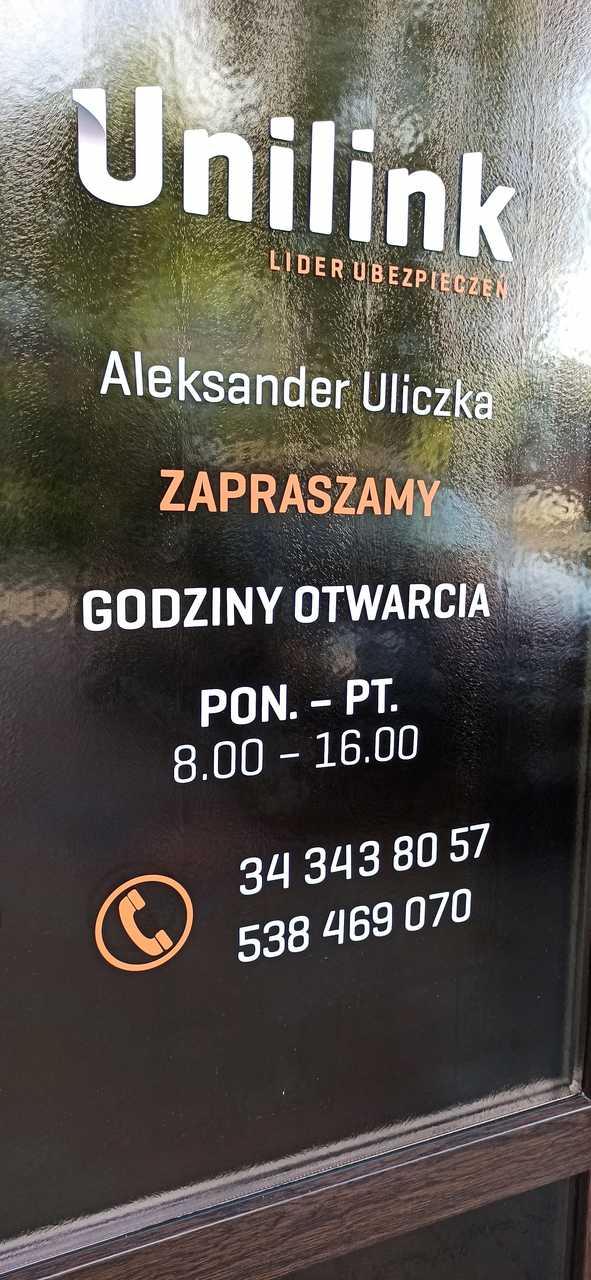 Unilink
LIDER UBEZPIECZEŃ
Aleksander Uliczka
ZAPRASZAMY
GODZINY OTWARCIA
PON. – PT.
8.00 – 16.00
34 343 80 57
538 469 070